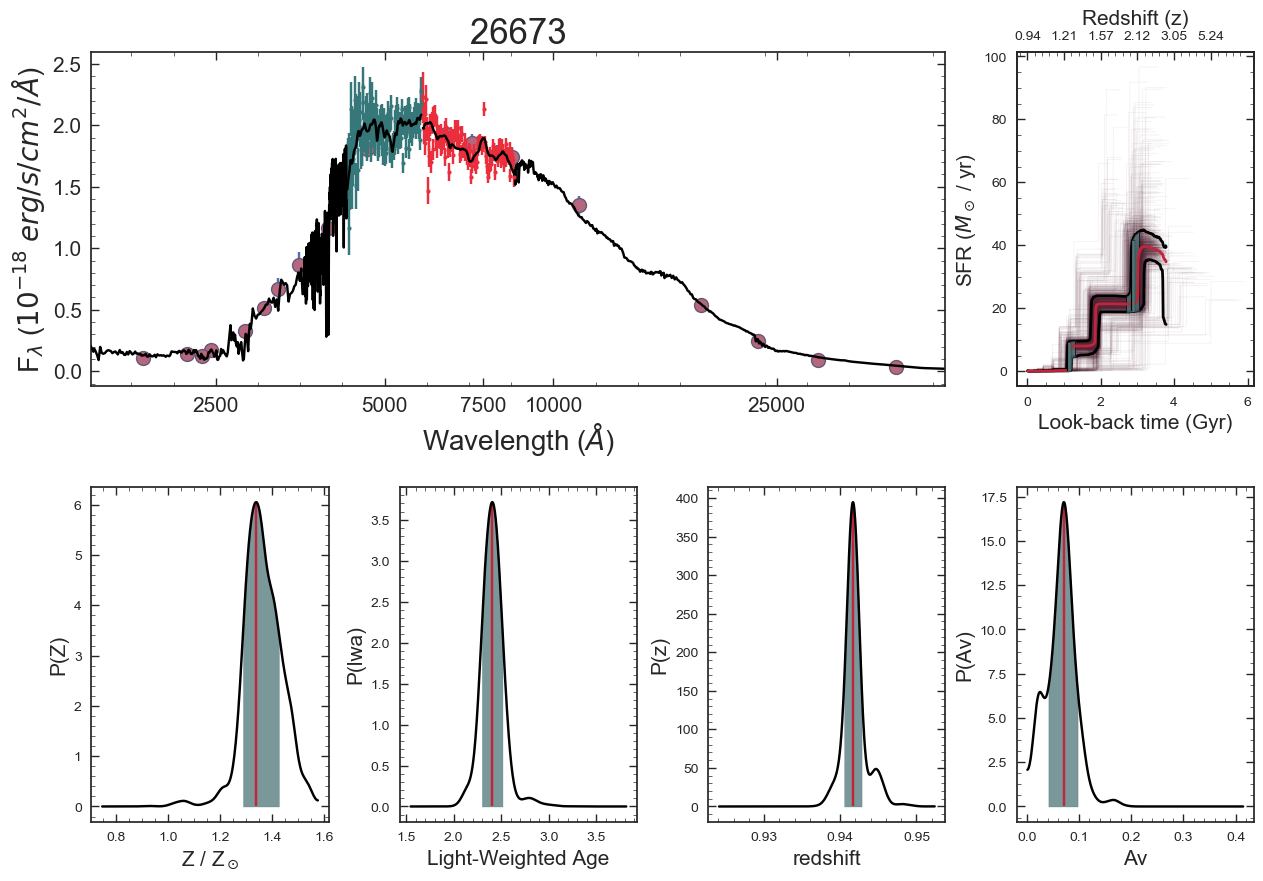 26673
F_λ (10^{-18} erg/s/cm^2/Å)
2.5
2.0
1.5
1.0
0.5
0.0
2500 5000 7500 10000 25000
Wavelength (Å)
Redshift (z)
0.94 1.21 1.57 2.12 3.05 5.24
SFR (M_⊙ / yr)
100
80
60
40
20
0
0 2 4 6
Look-back time (Gyr)
P(Z)
6
5
4
3
2
1
0
0.8 1.0 1.2 1.4 1.6
Z / Z_⊙
P(lwa)
3.5
3.0
2.5
2.0
1.5
1.0
0.5
0.0
1.5 2.0 2.5 3.0 3.5
Light-Weighted Age
P(z)
400
350
300
250
200
150
100
50
0
0.93 0.94 0.95
redshift
P(Av)
17.5
15.0
12.5
10.0
7.5
5.0
2.5
0.0
0.0 0.1 0.2 0.3 0.4
Av